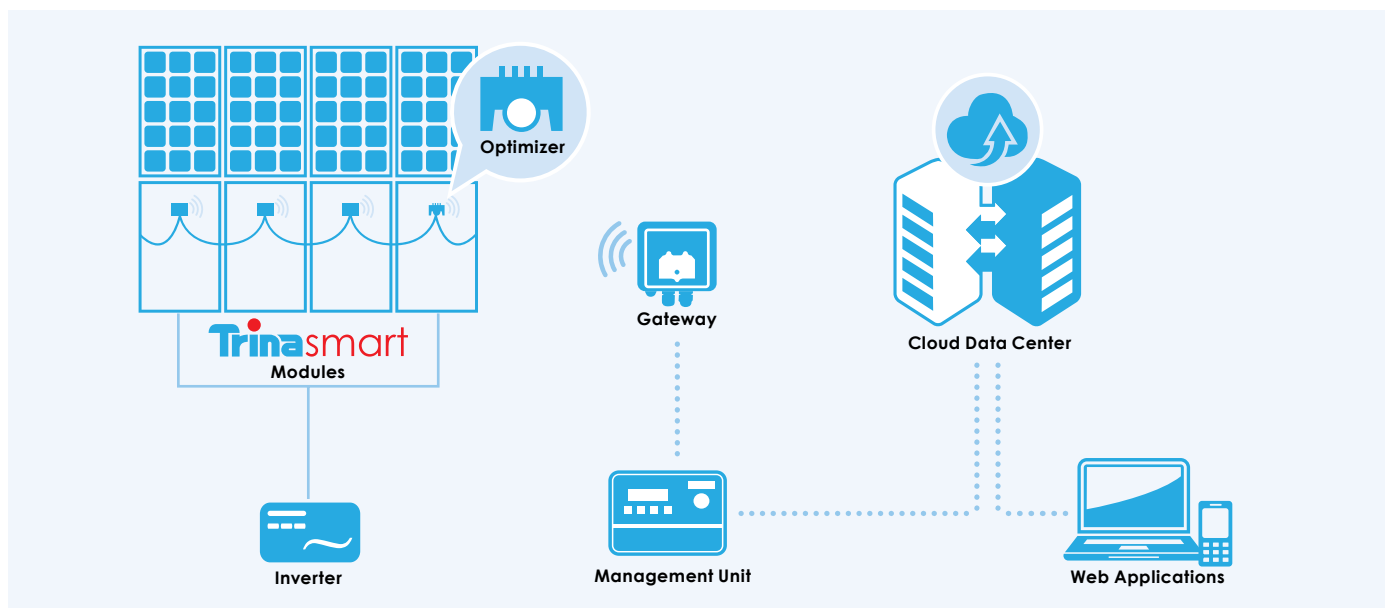 Optimizer
Trinasmart
Modules
Gateway
Cloud Data Center
Inverter
Management Unit
Web Applications